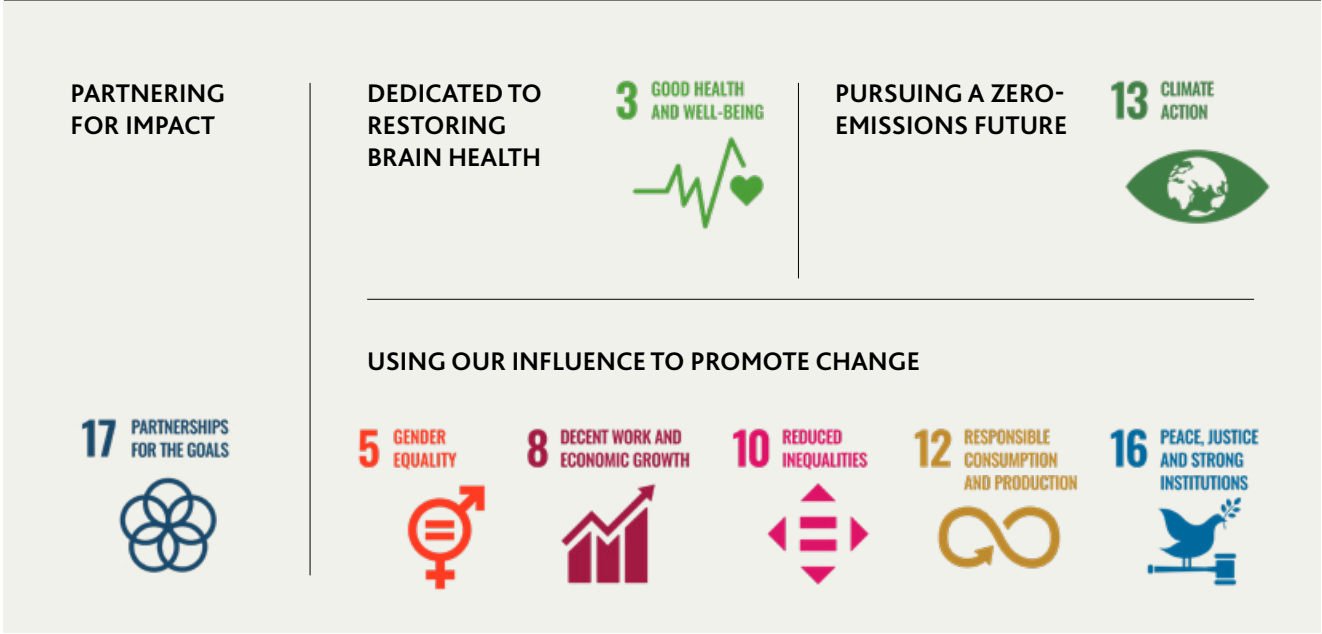 PARTNERING
FOR IMPACT
17 PARTNERSHIPS
FOR THE GOALS
DEDICATED TO
RESTORING
BRAIN HEALTH
3 GOOD HEALTH
AND WELL-BEING
PURSUING A ZERO-
EMISSIONS FUTURE
13 CLIMATE
ACTION
USING OUR INFLUENCE TO PROMOTE CHANGE
5 GENDER
EQUALITY
8 DECENT WORK AND
ECONOMIC GROWTH
10 REDUCED
INEQUALITIES
12 RESPONSIBLE
CONSUMPTION
AND PRODUCTION
16 PEACE, JUSTICE
AND STRONG
INSTITUTIONS